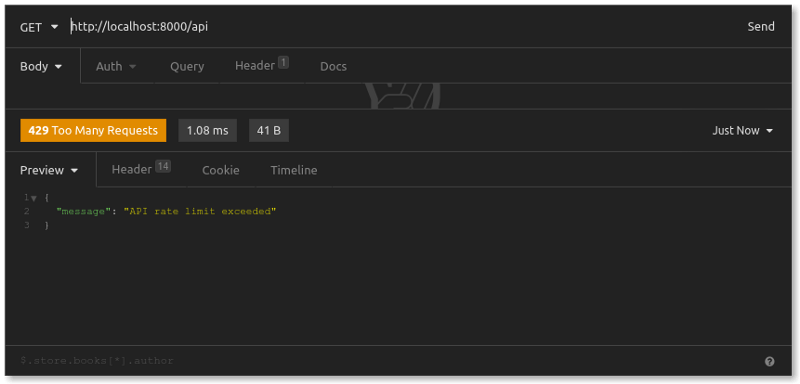 GET http://localhost:8000/api Send
Body Auth Query Header 1 Docs
429 Too Many Requests 1.08 ms 41 B Just Now
Preview Header 14 Cookie Timeline
1 {
2 "message": "API rate limit exceeded"
3 }
$.store.books[*].author ?